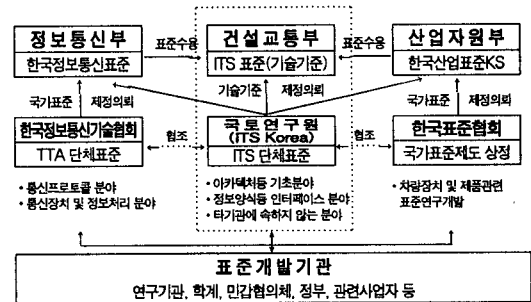 정보통신부
한국정보통신표준
표준수용
건설교통부
ITS 표준(기술기준)
표준수용
산업자원부
한국산업표준KS
국가표준
제정의뢰
기술기준
제정의뢰
국가표준
제정의뢰
한국정보통신기술협회
TTA 단체표준
협조
국토연구원
(ITS Korea)
ITS 단체표준
협조
한국표준협회
국가표준제도 상정
• 통신프로토콜 분야
• 통신장치 및 정보처리 분야
• 아키텍처등 기초분야
• 정보양식등 인터페이스 분야
• 타기관에 속하지 않는 분야
• 차량장치 및 제품관련
표준연구개발
표준개발기관
연구기관, 학계, 민갑협의체, 정부, 관련사업자 등